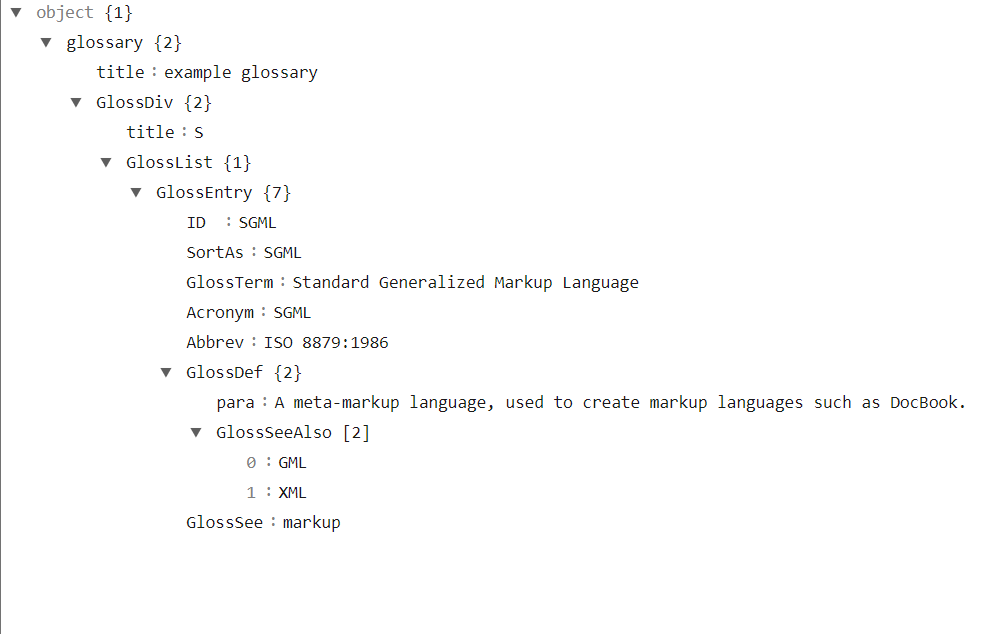 object {1}
glossary {2}
title : example glossary
GlossDiv {2}
title : S
GlossList {1}
GlossEntry {7}
ID : SGML
SortAs : SGML
GlossTerm : Standard Generalized Markup Language
Acronym : SGML
Abbrev : ISO 8879:1986
GlossDef {2}
para : A meta-markup language, used to create markup languages such as DocBook.
GlossSeeAlso [2]
0 : GML
1 : XML
GlossSee : markup